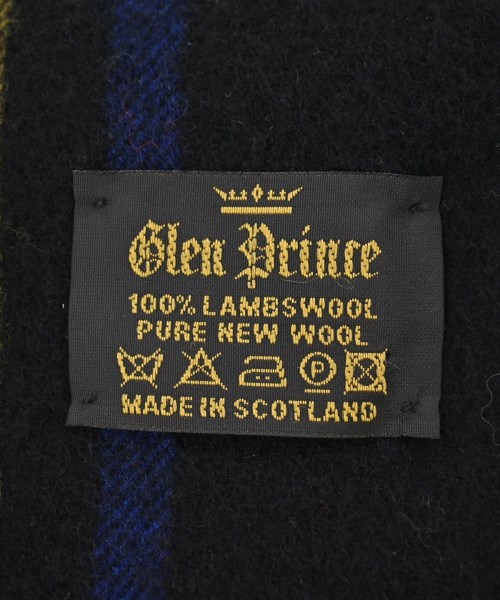 Glen Prince
100% LAMBSWOOL
PURE NEW WOOL
P
MADE IN SCOTLAND